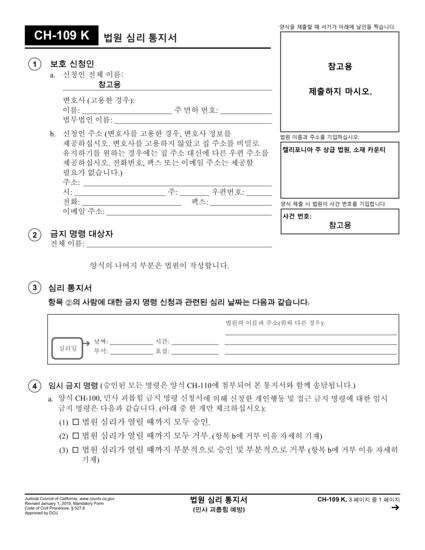 양식을 제출할 때 서기가 아래에 날인을 찍습니다.
CH-109 K 법원 심리 통지서
참고용
제출하지 마시오.
1 보호 신청인
a. 신청인 전체 이름:
참고용
변호사 (고용한 경우):
이름: 주 면허 번호:
법무법인 이름:
b. 신청인 주소 (변호사를 고용한 경우, 변호사 정보를
제공하십시오. 변호사를 고용하지 않았고 집 주소를 비밀로
유지하기를 원하는 경우에는 집 주소 대신에 다른 우편 주소를
제공하십시오. 전화번호, 팩스 또는 이메일 주소는 제공할
필요가 없습니다.)
주소:
시: 주: 우편번호:
전화: 팩스:
이메일 주소:
법원 이름과 주소를 기입하십시오:
캘리포니아 주 상급 법원, 소재 카운티
양식 제출 시 법원이 사건 번호를 기입합니다.
사건 번호:
참고용
2 금지 명령 대상자
전체 이름:
양식의 나머지 부분은 법원이 작성합니다.
3 심리 통지서
항목 ②의 사람에 대한 금지 명령 신청과 관련된 심리 날짜는 다음과 같습니다.
법원의 이름과 주소(위와 다른 경우):
심리일 → 날짜: 시간:
부서: 호실:
4 임시 금지 명령 (승인된 모든 명령은 양식 CH-110에 첨부되어 본 통지서와 함께 송달됩니다.)
a. 양식 CH-100, 민사 괴롭힘 금지 명령 신청서에 의해 신청한 개인행동 및 접근 금지 명령에 대한 임시
금지 명령은 다음과 같습니다. (아래 중 한 개만 체크하십시오):
(1) ☐ 법원 심리가 열릴 때까지 모두 승인.
(2) ☐ 법원 심리가 열릴 때까지 모두 거부. (항목 b에 거부 이유 자세히 기재)
(3) ☐ 법원 심리가 열릴 때까지 부분적으로 승인 및 부분적으로 거부 (항목 b에 거부 이유 자세히
기재)
Judicial Council of California, www.courts.ca.gov
Revised January 1, 2019, Mandatory Form
Code of Civil Procedure, § 527.6
Approved by DOJ
법원 심리 통지서
(민사 괴롭힘 예방)
CH-109 K, 3 페이지 중 1 페이지
→